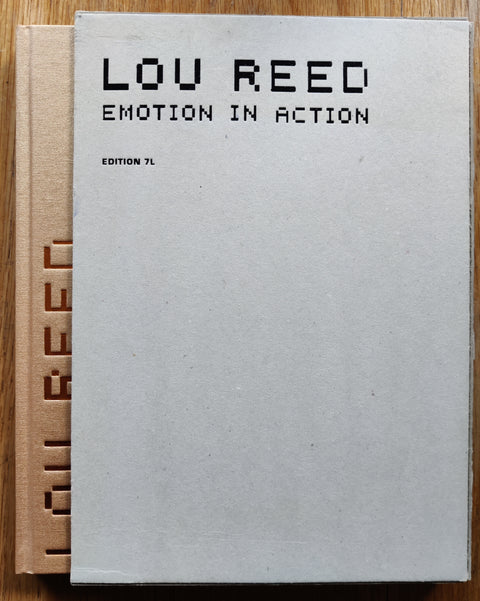 LOU REED
EMOTION IN ACTION
EDITION 7L
LOU REED